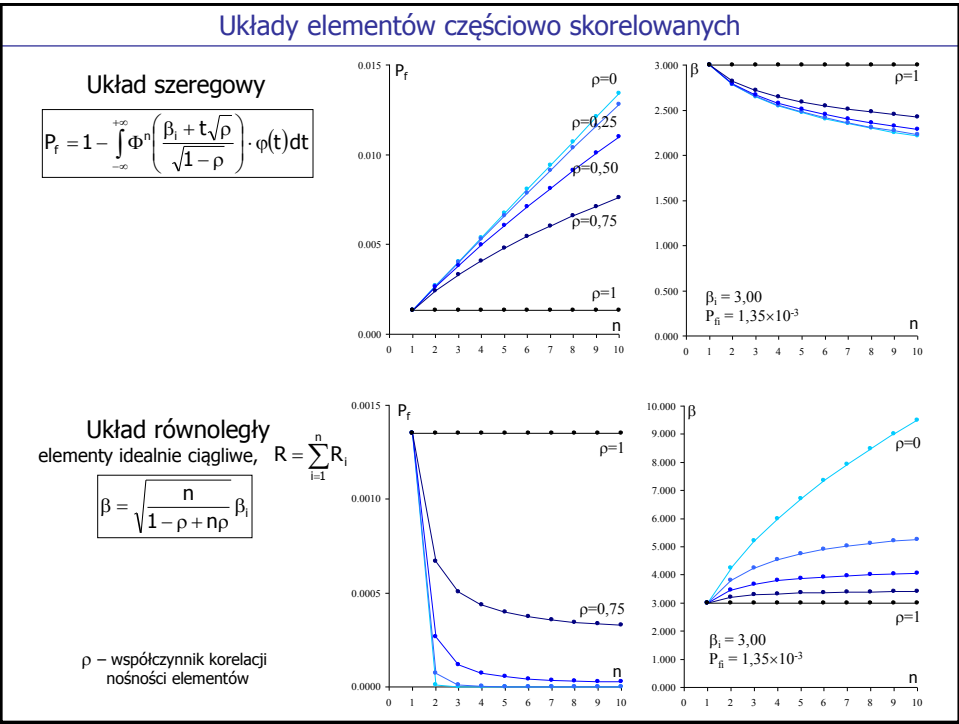 Układy elementów częściowo skorelowanych
Układ szeregowy
P_f = 1 − ∫_{−∞}^{+∞} Φⁿ((β_i + t√ρ) / √(1 − ρ)) · φ(t)dt
P_f
0.015
0.010
0.005
0.000
ρ=0
ρ=0,25
ρ=0,50
ρ=0,75
ρ=1
n
0 1 2 3 4 5 6 7 8 9 10
β
3.000
2.500
2.000
1.500
1.000
0.500
0.000
ρ=1
β_i = 3,00
P_fi = 1,35×10⁻³
n
0 1 2 3 4 5 6 7 8 9 10
Układ równoległy
elementy idealnie ciągliwe, R = ∑_{i=1}^{n} R_i
β = √(n / (1 − ρ + nρ)) β_i
ρ – współczynnik korelacji
nośności elementów
P_f
0.0015
0.0010
0.0005
0.0000
ρ=1
ρ=0,75
n
0 1 2 3 4 5 6 7 8 9 10
β
10.000
9.000
8.000
7.000
6.000
5.000
4.000
3.000
2.000
1.000
0.000
ρ=0
ρ=1
β_i = 3,00
P_fi = 1,35×10⁻³
n
0 1 2 3 4 5 6 7 8 9 10